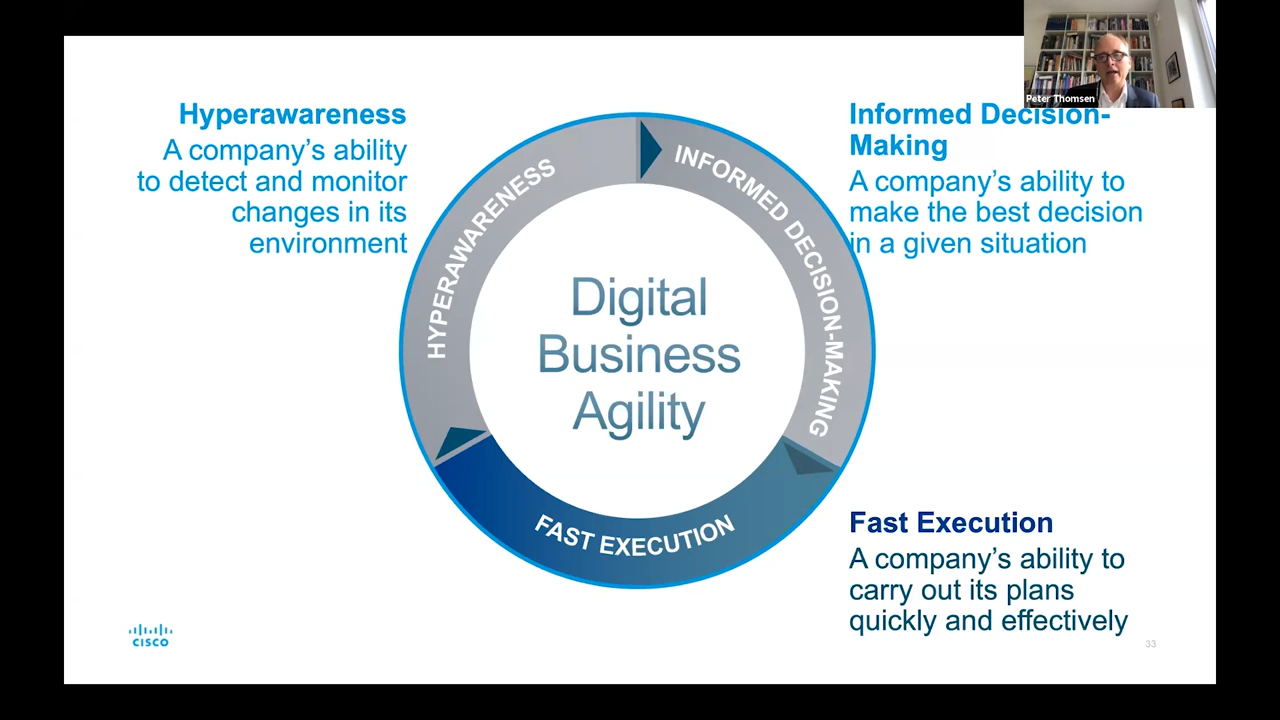 Peter Thomsen
Hyperawareness
A company's ability
to detect and monitor
changes in its
environment
Informed Decision-
Making
A company's ability to
make the best decision
in a given situation
HYPERAWARENESS
INFORMED DECISION-MAKING
Digital
Business
Agility
FAST EXECUTION
Fast Execution
A company's ability to
carry out its plans
quickly and effectively
CISCO
33